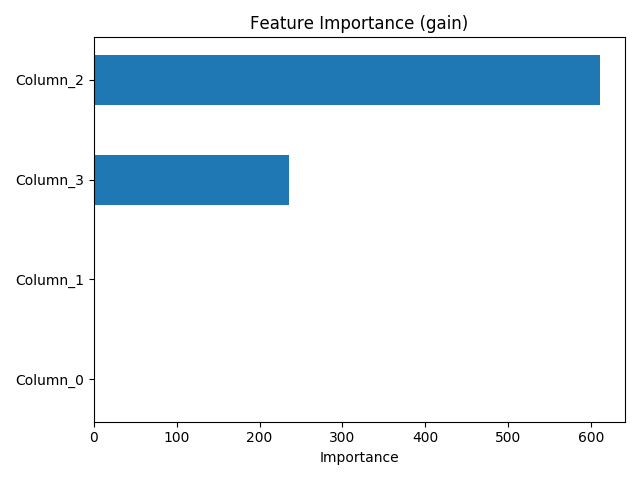 Feature Importance (gain)
Column_2
Column_3
Column_1
Column_0
0 100 200 300 400 500 600
Importance